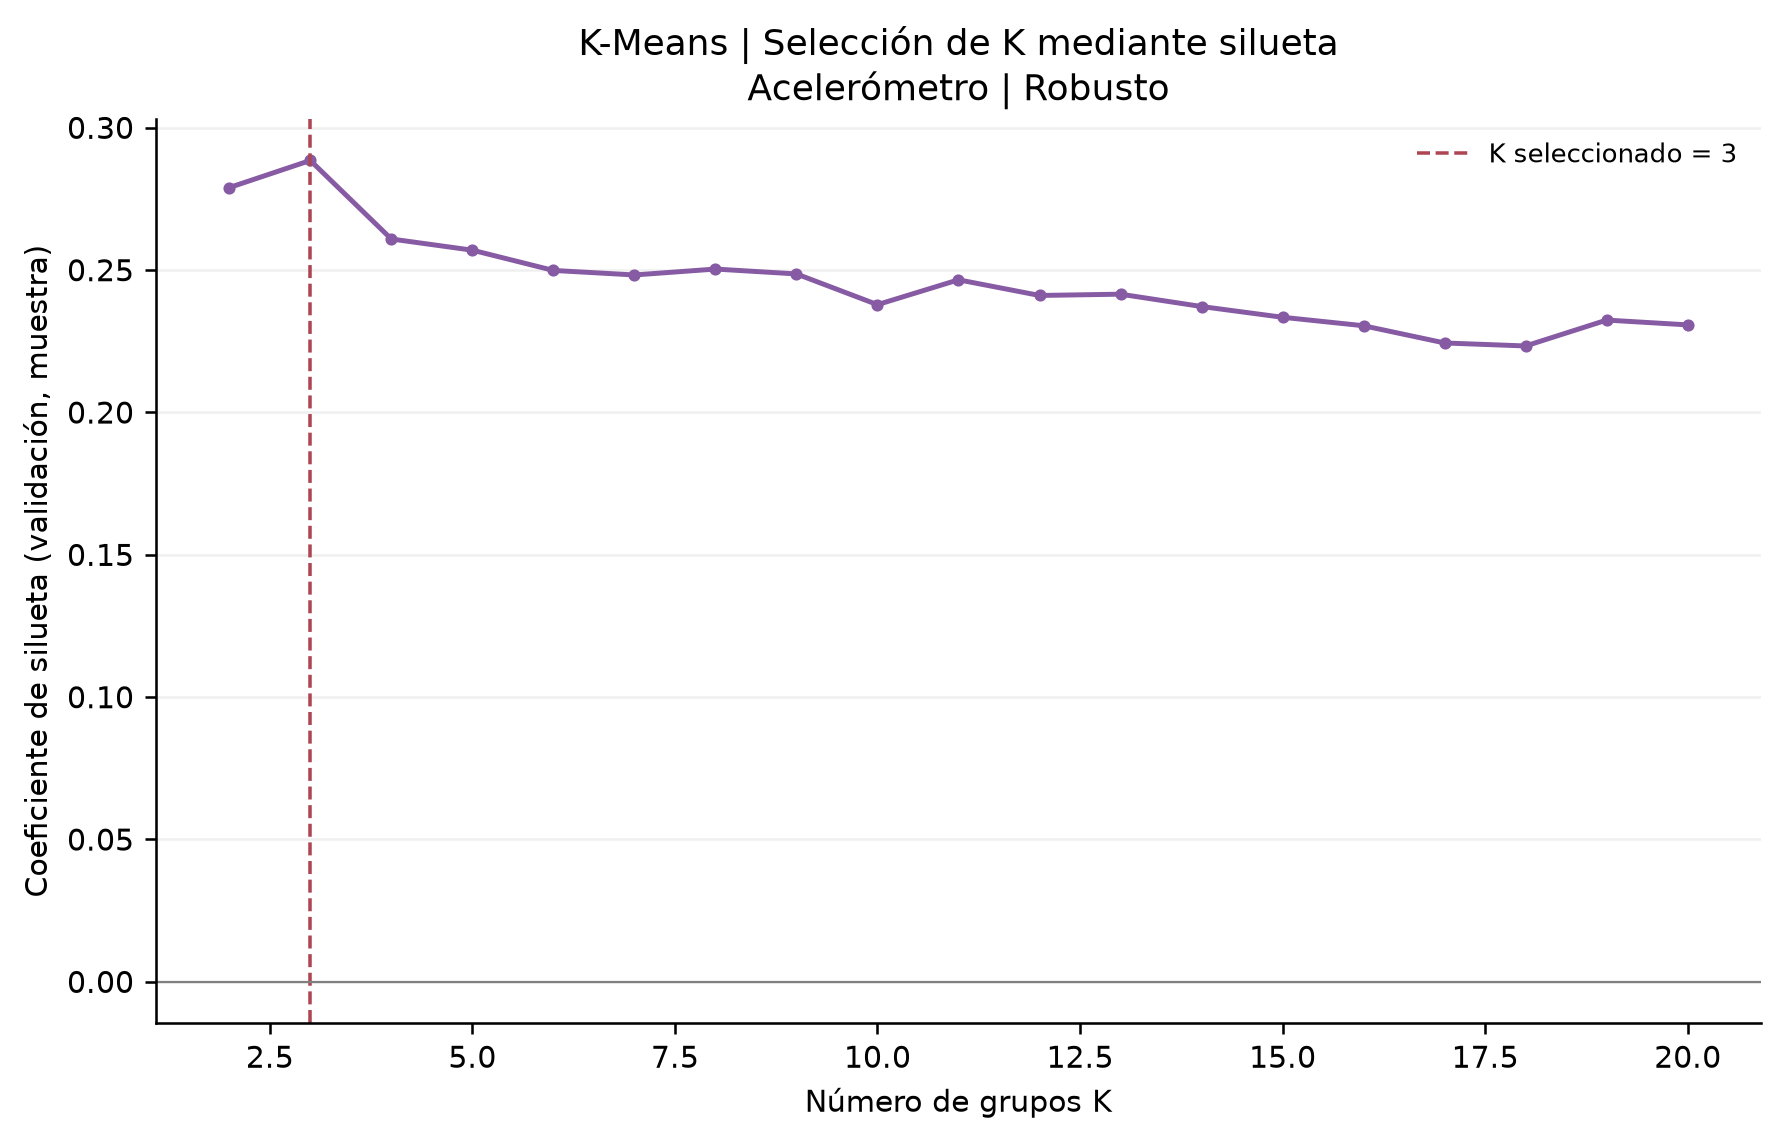 K-Means | Selección de K mediante silueta
Acelerómetro | Robusto
K seleccionado = 3
Coeficiente de silueta (validación, muestra)
0.30
0.25
0.20
0.15
0.10
0.05
0.00
2.5 5.0 7.5 10.0 12.5 15.0 17.5 20.0
Número de grupos K